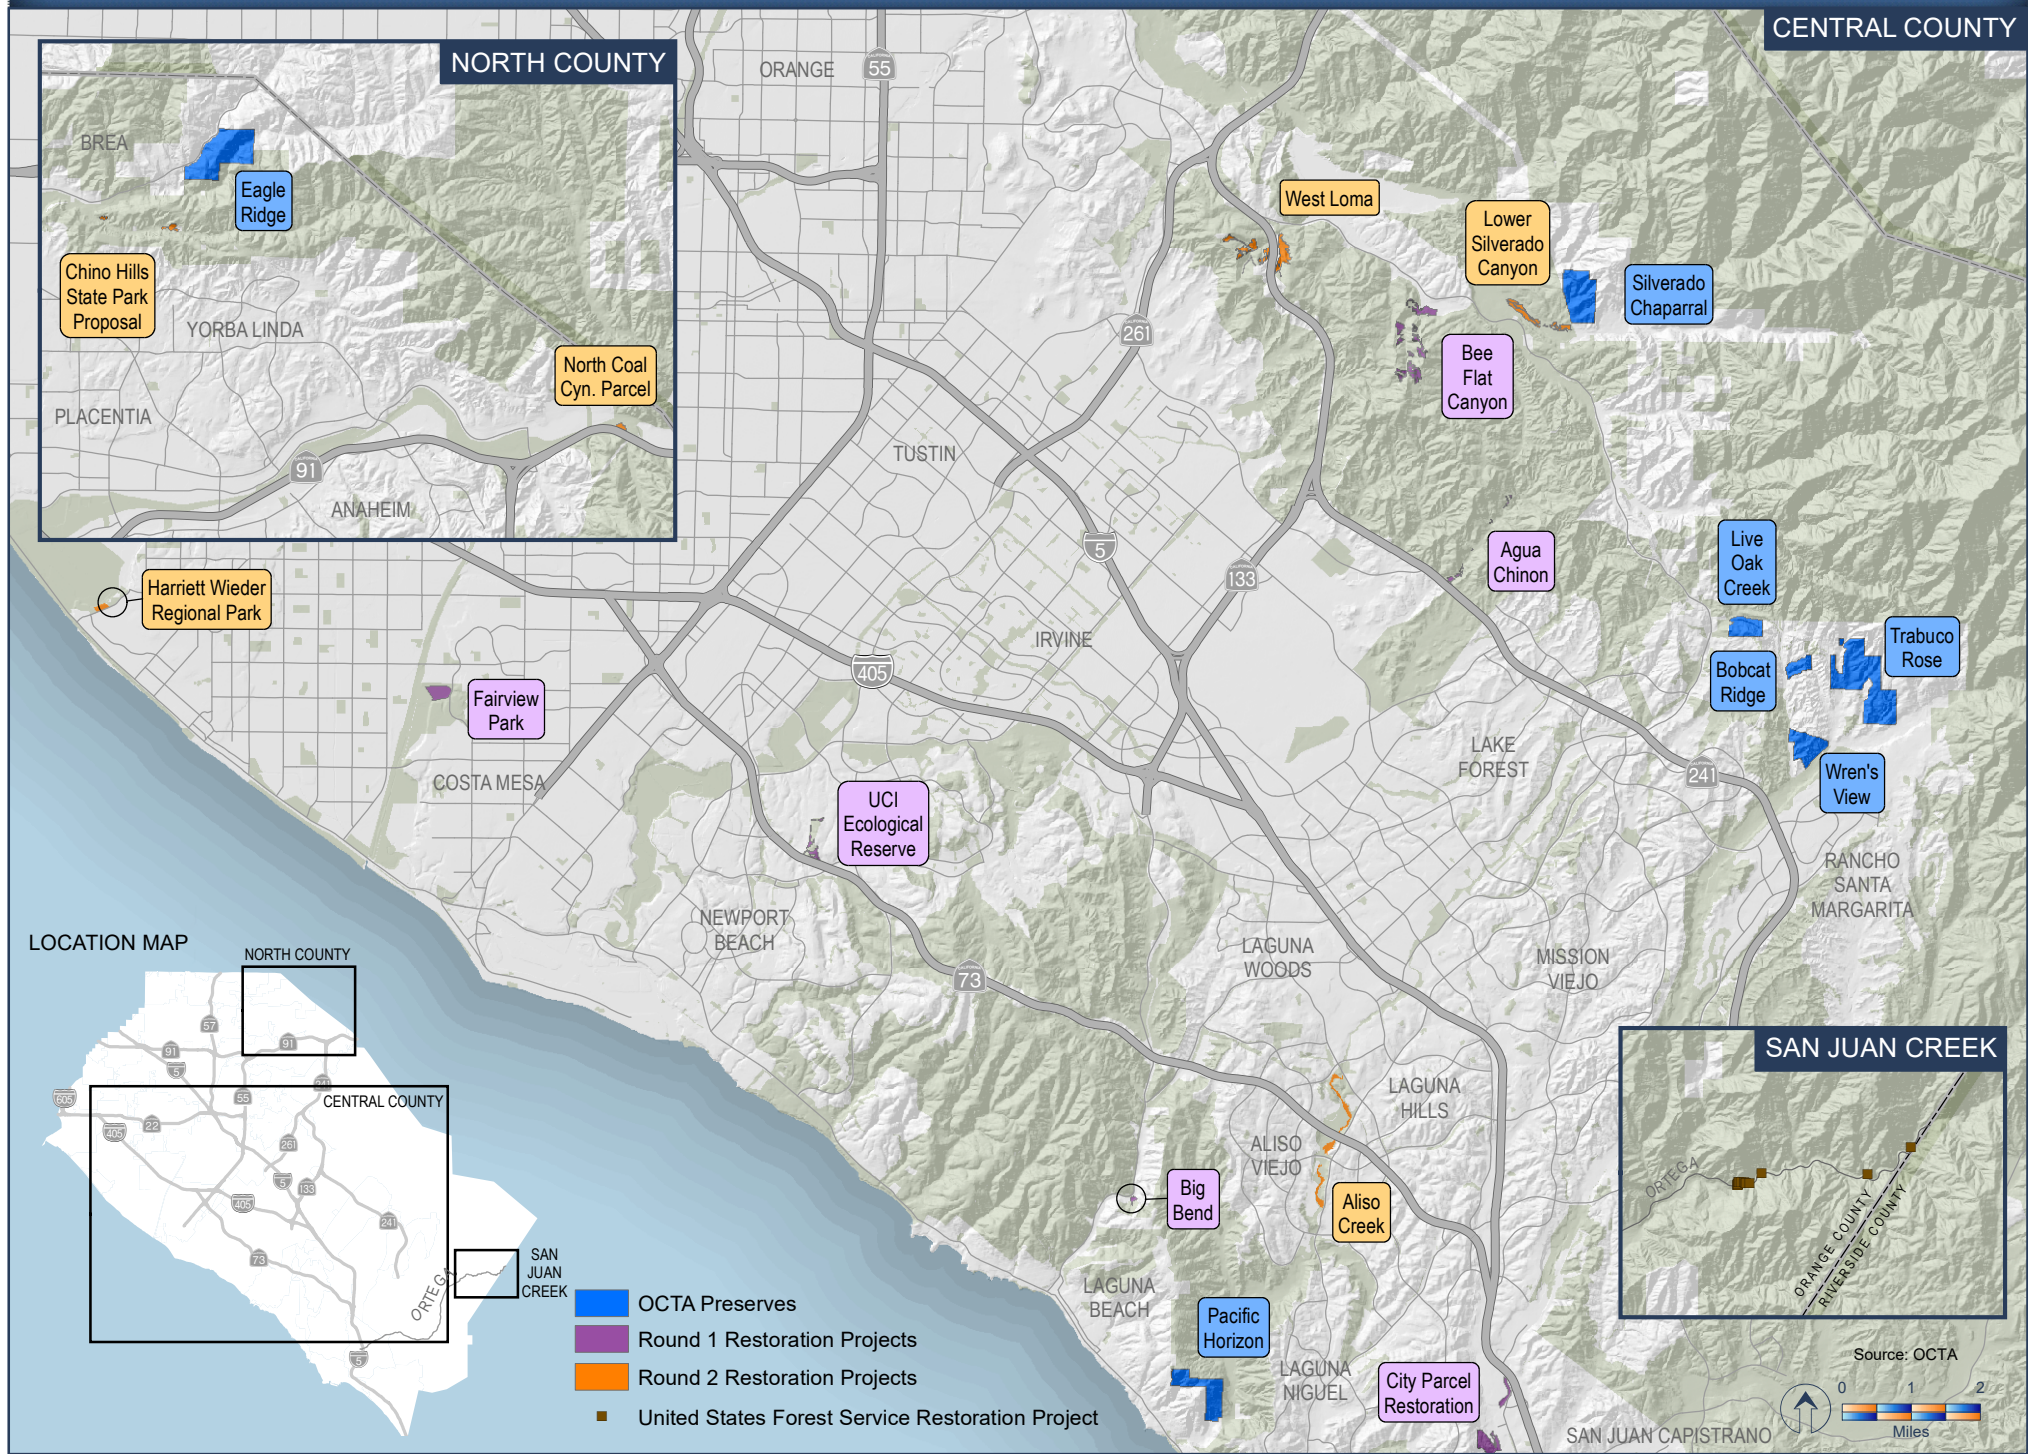 CENTRAL COUNTY
NORTH COUNTY
BREA
Eagle
Ridge
Chino Hills
State Park
Proposal
YORBA LINDA
North Coal
Cyn. Parcel
PLACENTIA
91
ANAHEIM
ORANGE
55
West Loma
Lower
Silverado
Canyon
Silverado
Chaparral
261
Bee
Flat
Canyon
TUSTIN
5
133
Agua
Chinon
Live
Oak
Creek
Harriett Wieder
Regional Park
IRVINE
405
Trabuco
Rose
Bobcat
Ridge
Fairview
Park
COSTA MESA
LAKE
FOREST
241
Wren's
View
UCI
Ecological
Reserve
RANCHO
SANTA
MARGARITA
NEWPORT
BEACH
LAGUNA
WOODS
MISSION
VIEJO
73
LAGUNA
HILLS
ALISO
VIEJO
Big
Bend
Aliso
Creek
LAGUNA
BEACH
Pacific
Horizon
LAGUNA
NIGUEL
City Parcel
Restoration
SAN JUAN CAPISTRANO
SAN JUAN CREEK
ORTEGA
ORANGE COUNTY
RIVERSIDE COUNTY
LOCATION MAP
NORTH COUNTY
57
91
91
5
241
605
55
CENTRAL COUNTY
22
405
261
5
133
405
241
73
SAN
JUAN
CREEK
ORTEGA
5
OCTA Preserves
Round 1 Restoration Projects
Round 2 Restoration Projects
United States Forest Service Restoration Project
Source: OCTA
0 1 2
Miles